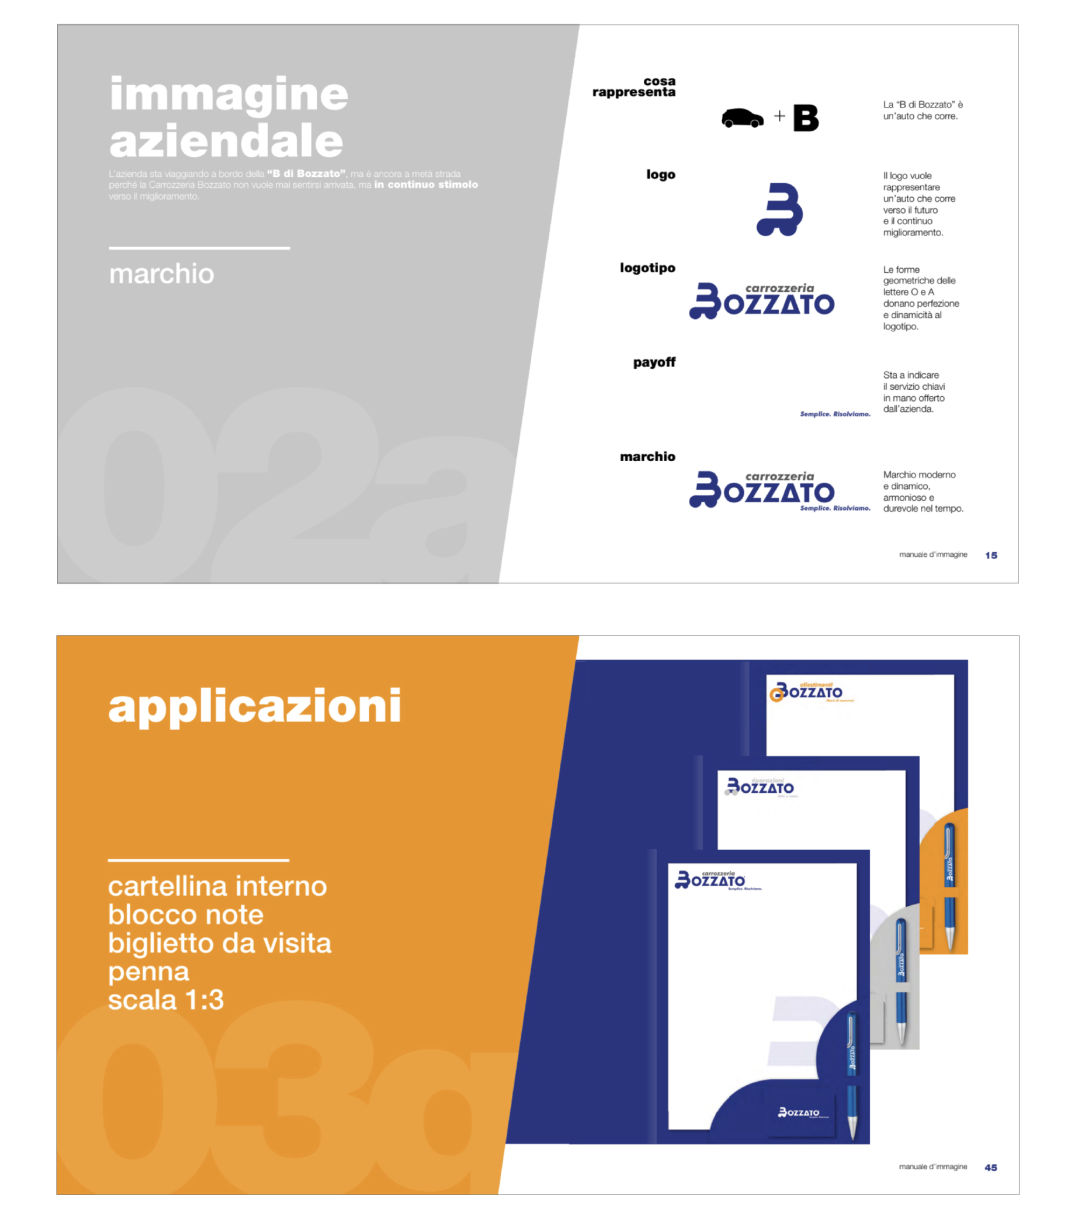 immagine
aziendale
L'azienda sta viaggiando a bordo della “B di Bozzato”, ma è ancora a metà strada
perché la Carrozzeria Bozzato non vuole mai sentirsi arrivata, ma in continuo stimolo
verso il miglioramento.
marchio
02a
cosa
rappresenta
+ B
La “B di Bozzato” è
un'auto che corre.
logo
B
Il logo vuole
rappresentare
un'auto che corre
verso il futuro
e il continuo
miglioramento.
logotipo
carrozzeria
BOZZATO
Le forme
geometriche delle
lettere O e A
donano perfezione
e dinamicità al
logotipo.
payoff
Semplice. Risolviamo.
Sta a indicare
il servizio chiavi
in mano offerto
dall'azienda.
marchio
carrozzeria
BOZZATO
Semplice. Risolviamo.
Marchio moderno
e dinamico,
armonioso e
durevole nel tempo.
manuale d'immagine 15
applicazioni
cartellina interno
blocco note
biglietto da visita
penna
scala 1:3
03g
allestimenti
BOZZATO
riparazioni
BOZZATO
carrozzeria
BOZZATO
Semplice. Risolviamo.
Bozzato
Bozzato
Bozzato
BOZZATO
manuale d'immagine 45